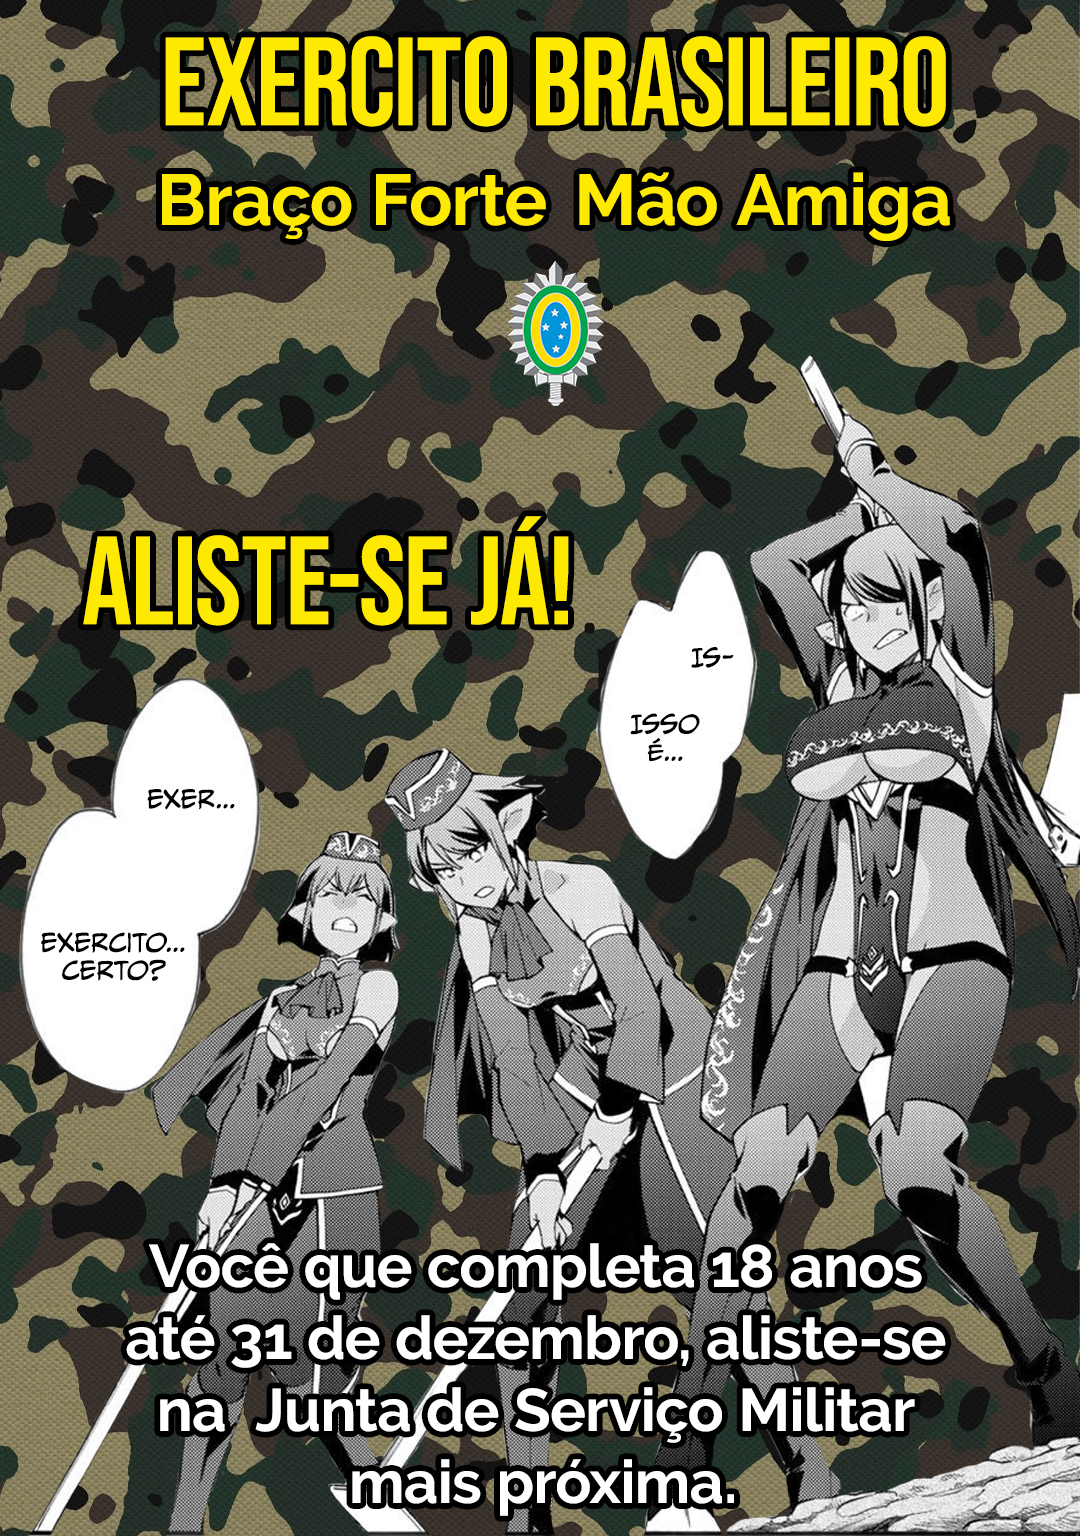 EXERCITO BRASILEIRO
Braço Forte Mão Amiga
ALISTE-SE JÁ!
IS-
ISSO
É...
EXER...
EXERCITO...
CERTO?
Você que completa 18 anos
até 31 de dezembro, aliste-se
na Junta de Serviço Militar
mais próxima.